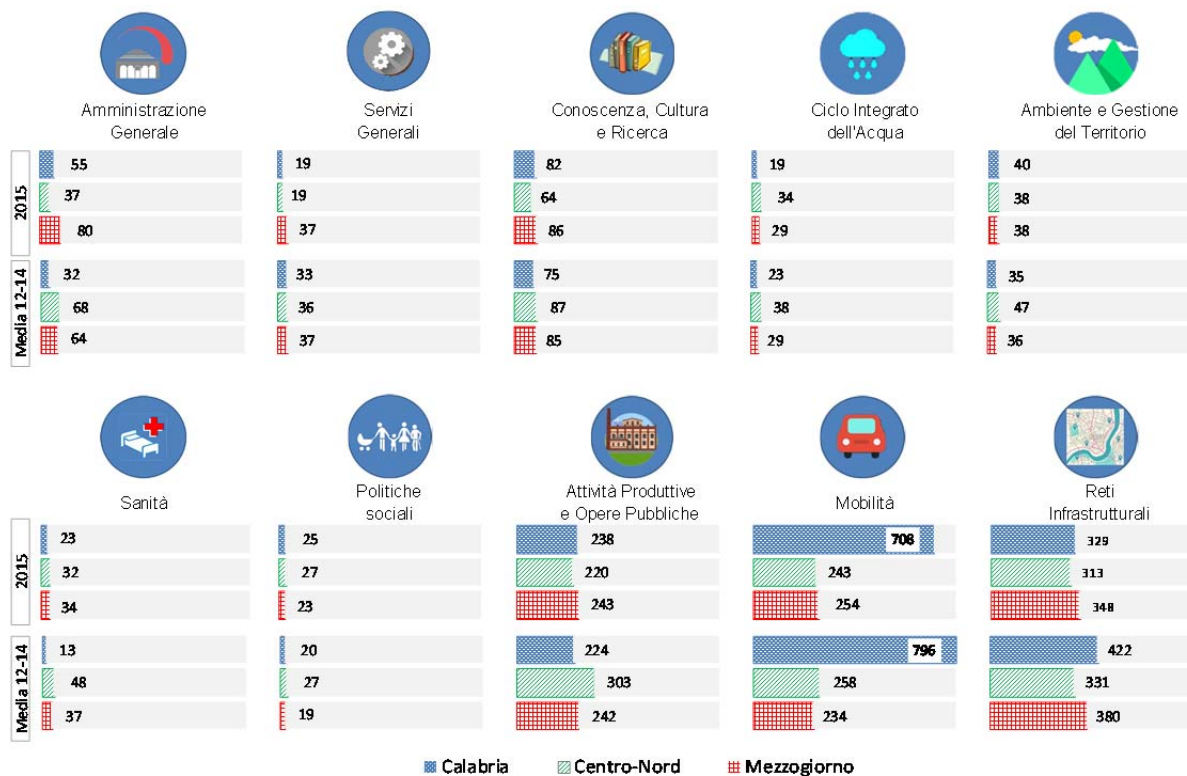 Amministrazione
Generale
Servizi
Generali
Conoscenza, Cultura
e Ricerca
Ciclo Integrato
dell'Acqua
Ambiente e Gestione
del Territorio
2015
55
19
82
19
40
37
19
64
34
38
80
37
86
29
38
Media 12-14
32
33
75
23
35
68
36
87
38
47
64
37
85
29
36
Sanità
Politiche
sociali
Attività Produttive
e Opere Pubbliche
Mobilità
Reti
Infrastrutturali
2015
23
25
238
708
329
32
27
220
243
313
34
23
243
254
348
Media 12-14
13
20
224
796
422
48
27
303
258
331
37
19
242
234
380
Calabria
Centro-Nord
Mezzogiorno